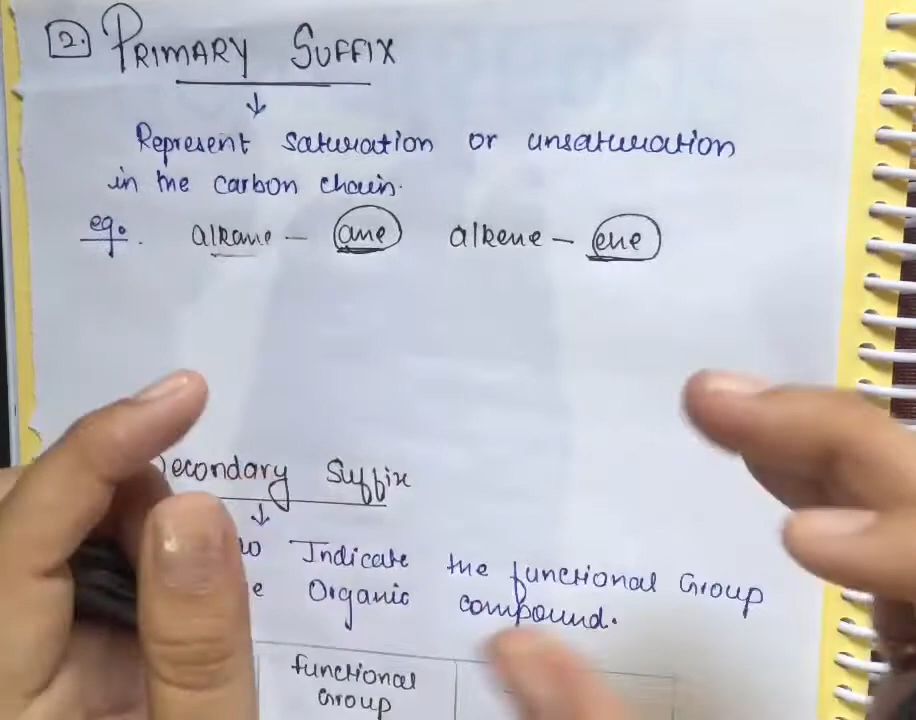 2. PRIMARY SUFFIX
↓
Represent saturation or unsaturation
in the carbon chain.
eg. alkane – ane alkene – ene
Secondary Suffix
↓
Indicate the functional Group
Organic compound.
functional
Group